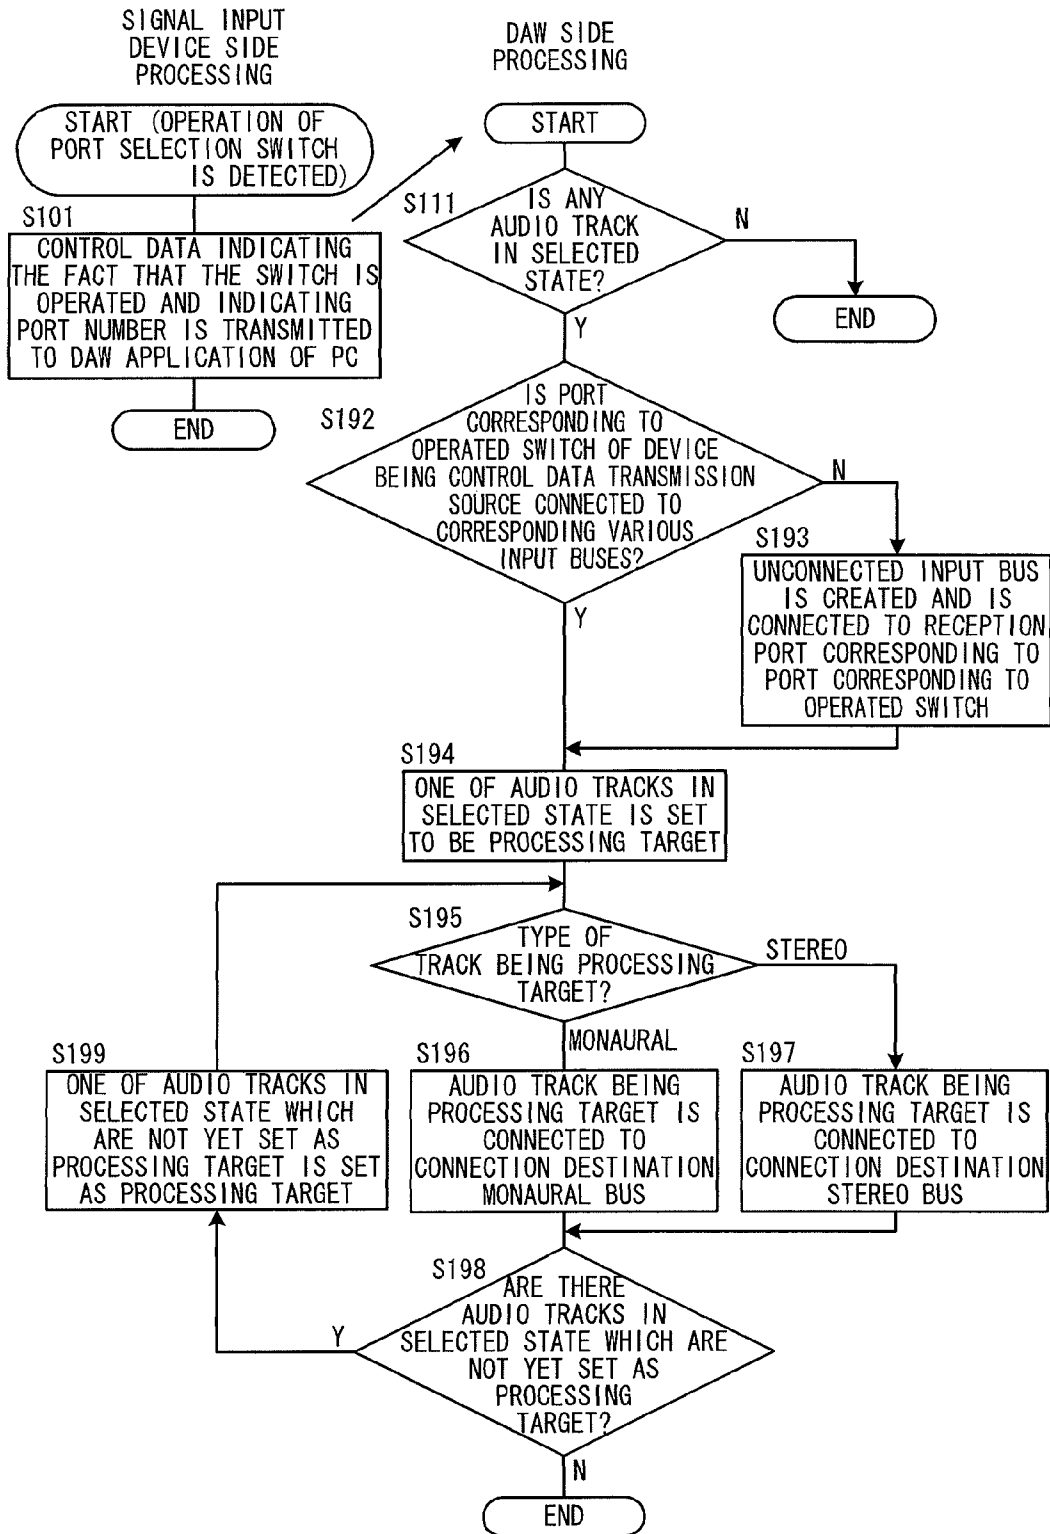 SIGNAL INPUT
DEVICE SIDE
PROCESSING
START (OPERATION OF
PORT SELECTION SWITCH
IS DETECTED)
S101
CONTROL DATA INDICATING
THE FACT THAT THE SWITCH IS
OPERATED AND INDICATING
PORT NUMBER IS TRANSMITTED
TO DAW APPLICATION OF PC
END
DAW SIDE
PROCESSING
START
S111
IS ANY
AUDIO TRACK
IN SELECTED
STATE?
N
END
Y
S192
IS PORT
CORRESPONDING TO
OPERATED SWITCH OF DEVICE
BEING CONTROL DATA TRANSMISSION
SOURCE CONNECTED TO
CORRESPONDING VARIOUS
INPUT BUSES?
N
Y
S193
UNCONNECTED INPUT BUS
IS CREATED AND IS
CONNECTED TO RECEPTION
PORT CORRESPONDING TO
PORT CORRESPONDING TO
OPERATED SWITCH
S194
ONE OF AUDIO TRACKS IN
SELECTED STATE IS SET
TO BE PROCESSING TARGET
S195
TYPE OF
TRACK BEING PROCESSING
TARGET?
STEREO
MONAURAL
S199
ONE OF AUDIO TRACKS IN
SELECTED STATE WHICH
ARE NOT YET SET AS
PROCESSING TARGET IS SET
AS PROCESSING TARGET
S196
AUDIO TRACK BEING
PROCESSING TARGET IS
CONNECTED TO
CONNECTION DESTINATION
MONAURAL BUS
S197
AUDIO TRACK BEING
PROCESSING TARGET IS
CONNECTED TO
CONNECTION DESTINATION
STEREO BUS
S198
ARE THERE
AUDIO TRACKS IN
SELECTED STATE WHICH ARE
NOT YET SET AS
PROCESSING
TARGET?
Y
N
END